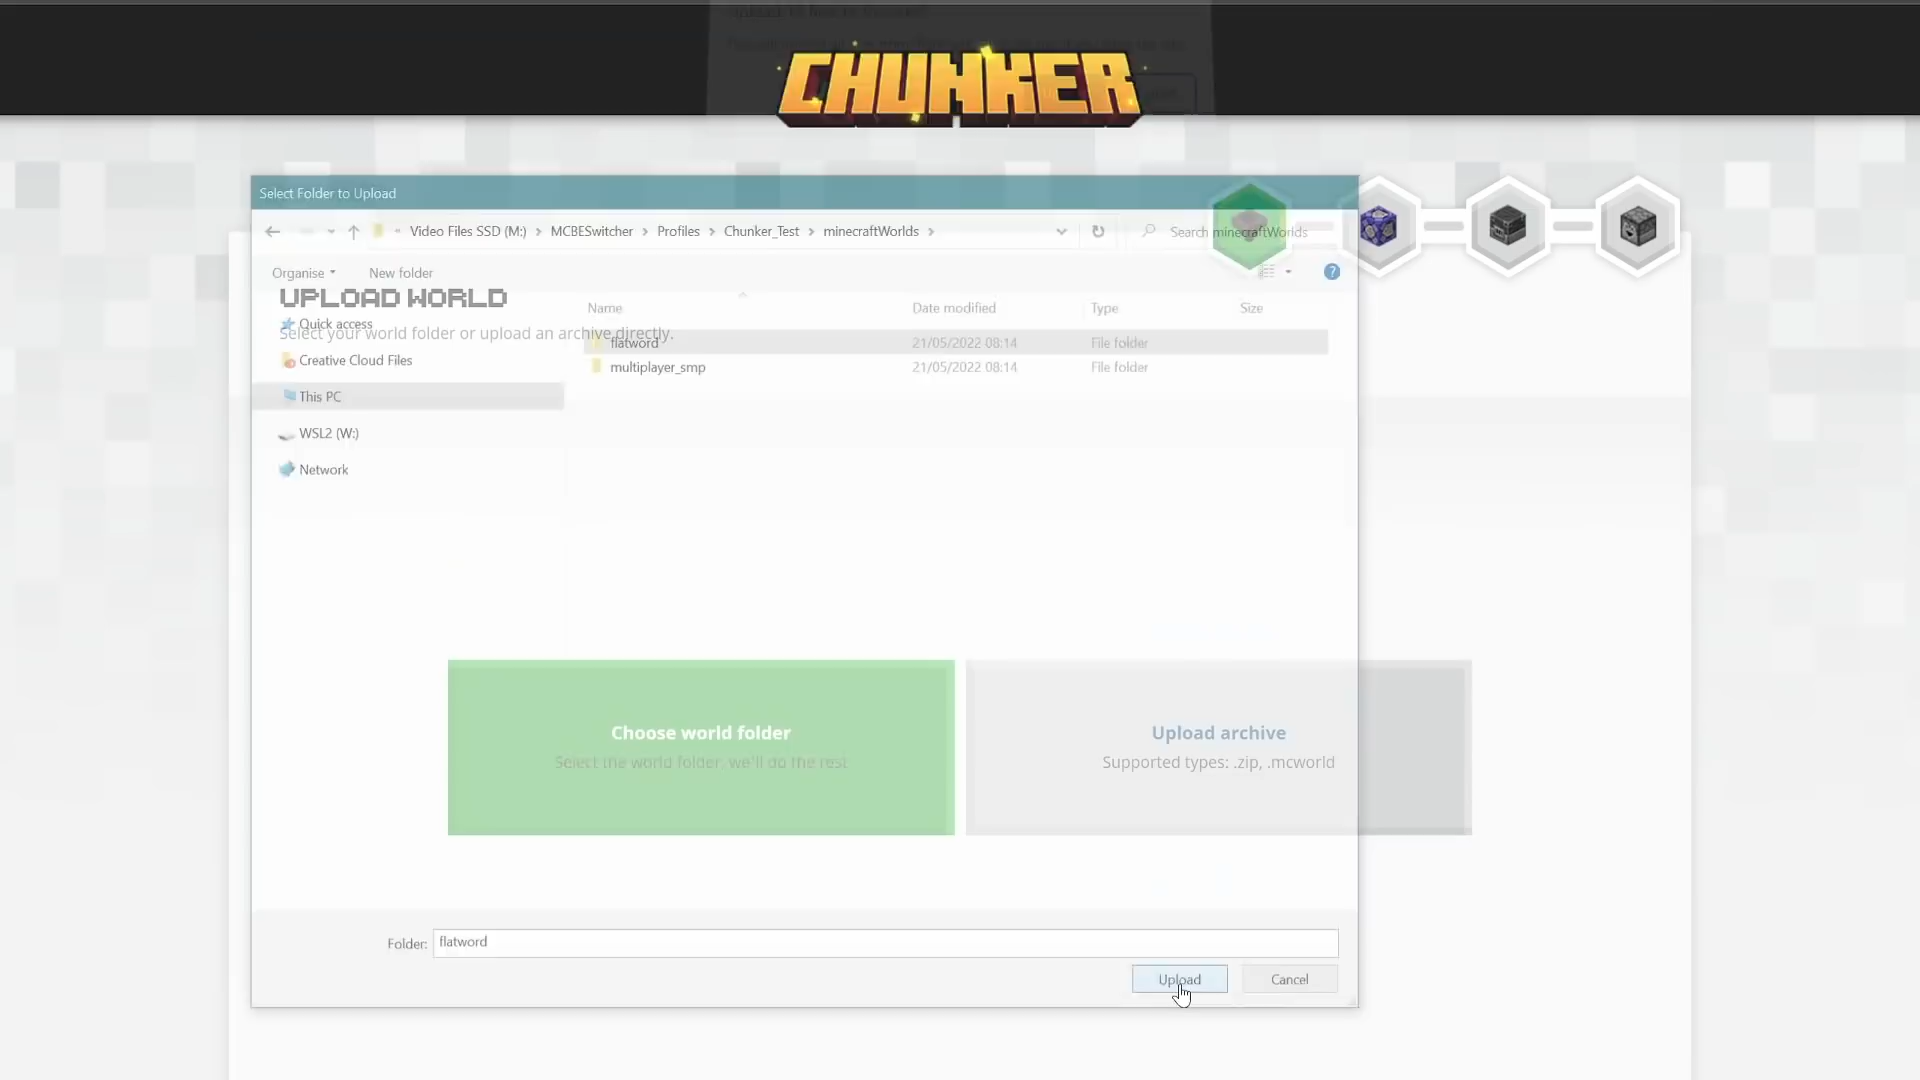 CHUNKER
Select Folder to Upload
Video Files SSD (M:) > MCBESwitcher > Profiles > Chunker_Test > minecraftWorlds >
Search minecraftWorlds
Organise
New folder
UPLOAD WORLD
Select your world folder or upload an archive directly.
Quick access
Creative Cloud Files
This PC
WSL2 (W:)
Network
Name Date modified Type Size
flatword 21/05/2022 08:14 File folder
multiplayer_smp 21/05/2022 08:14 File folder
Choose world folder
Select the world folder, we'll do the rest
Upload archive
Supported types: .zip, .mcworld
Folder: flatword
Upload Cancel